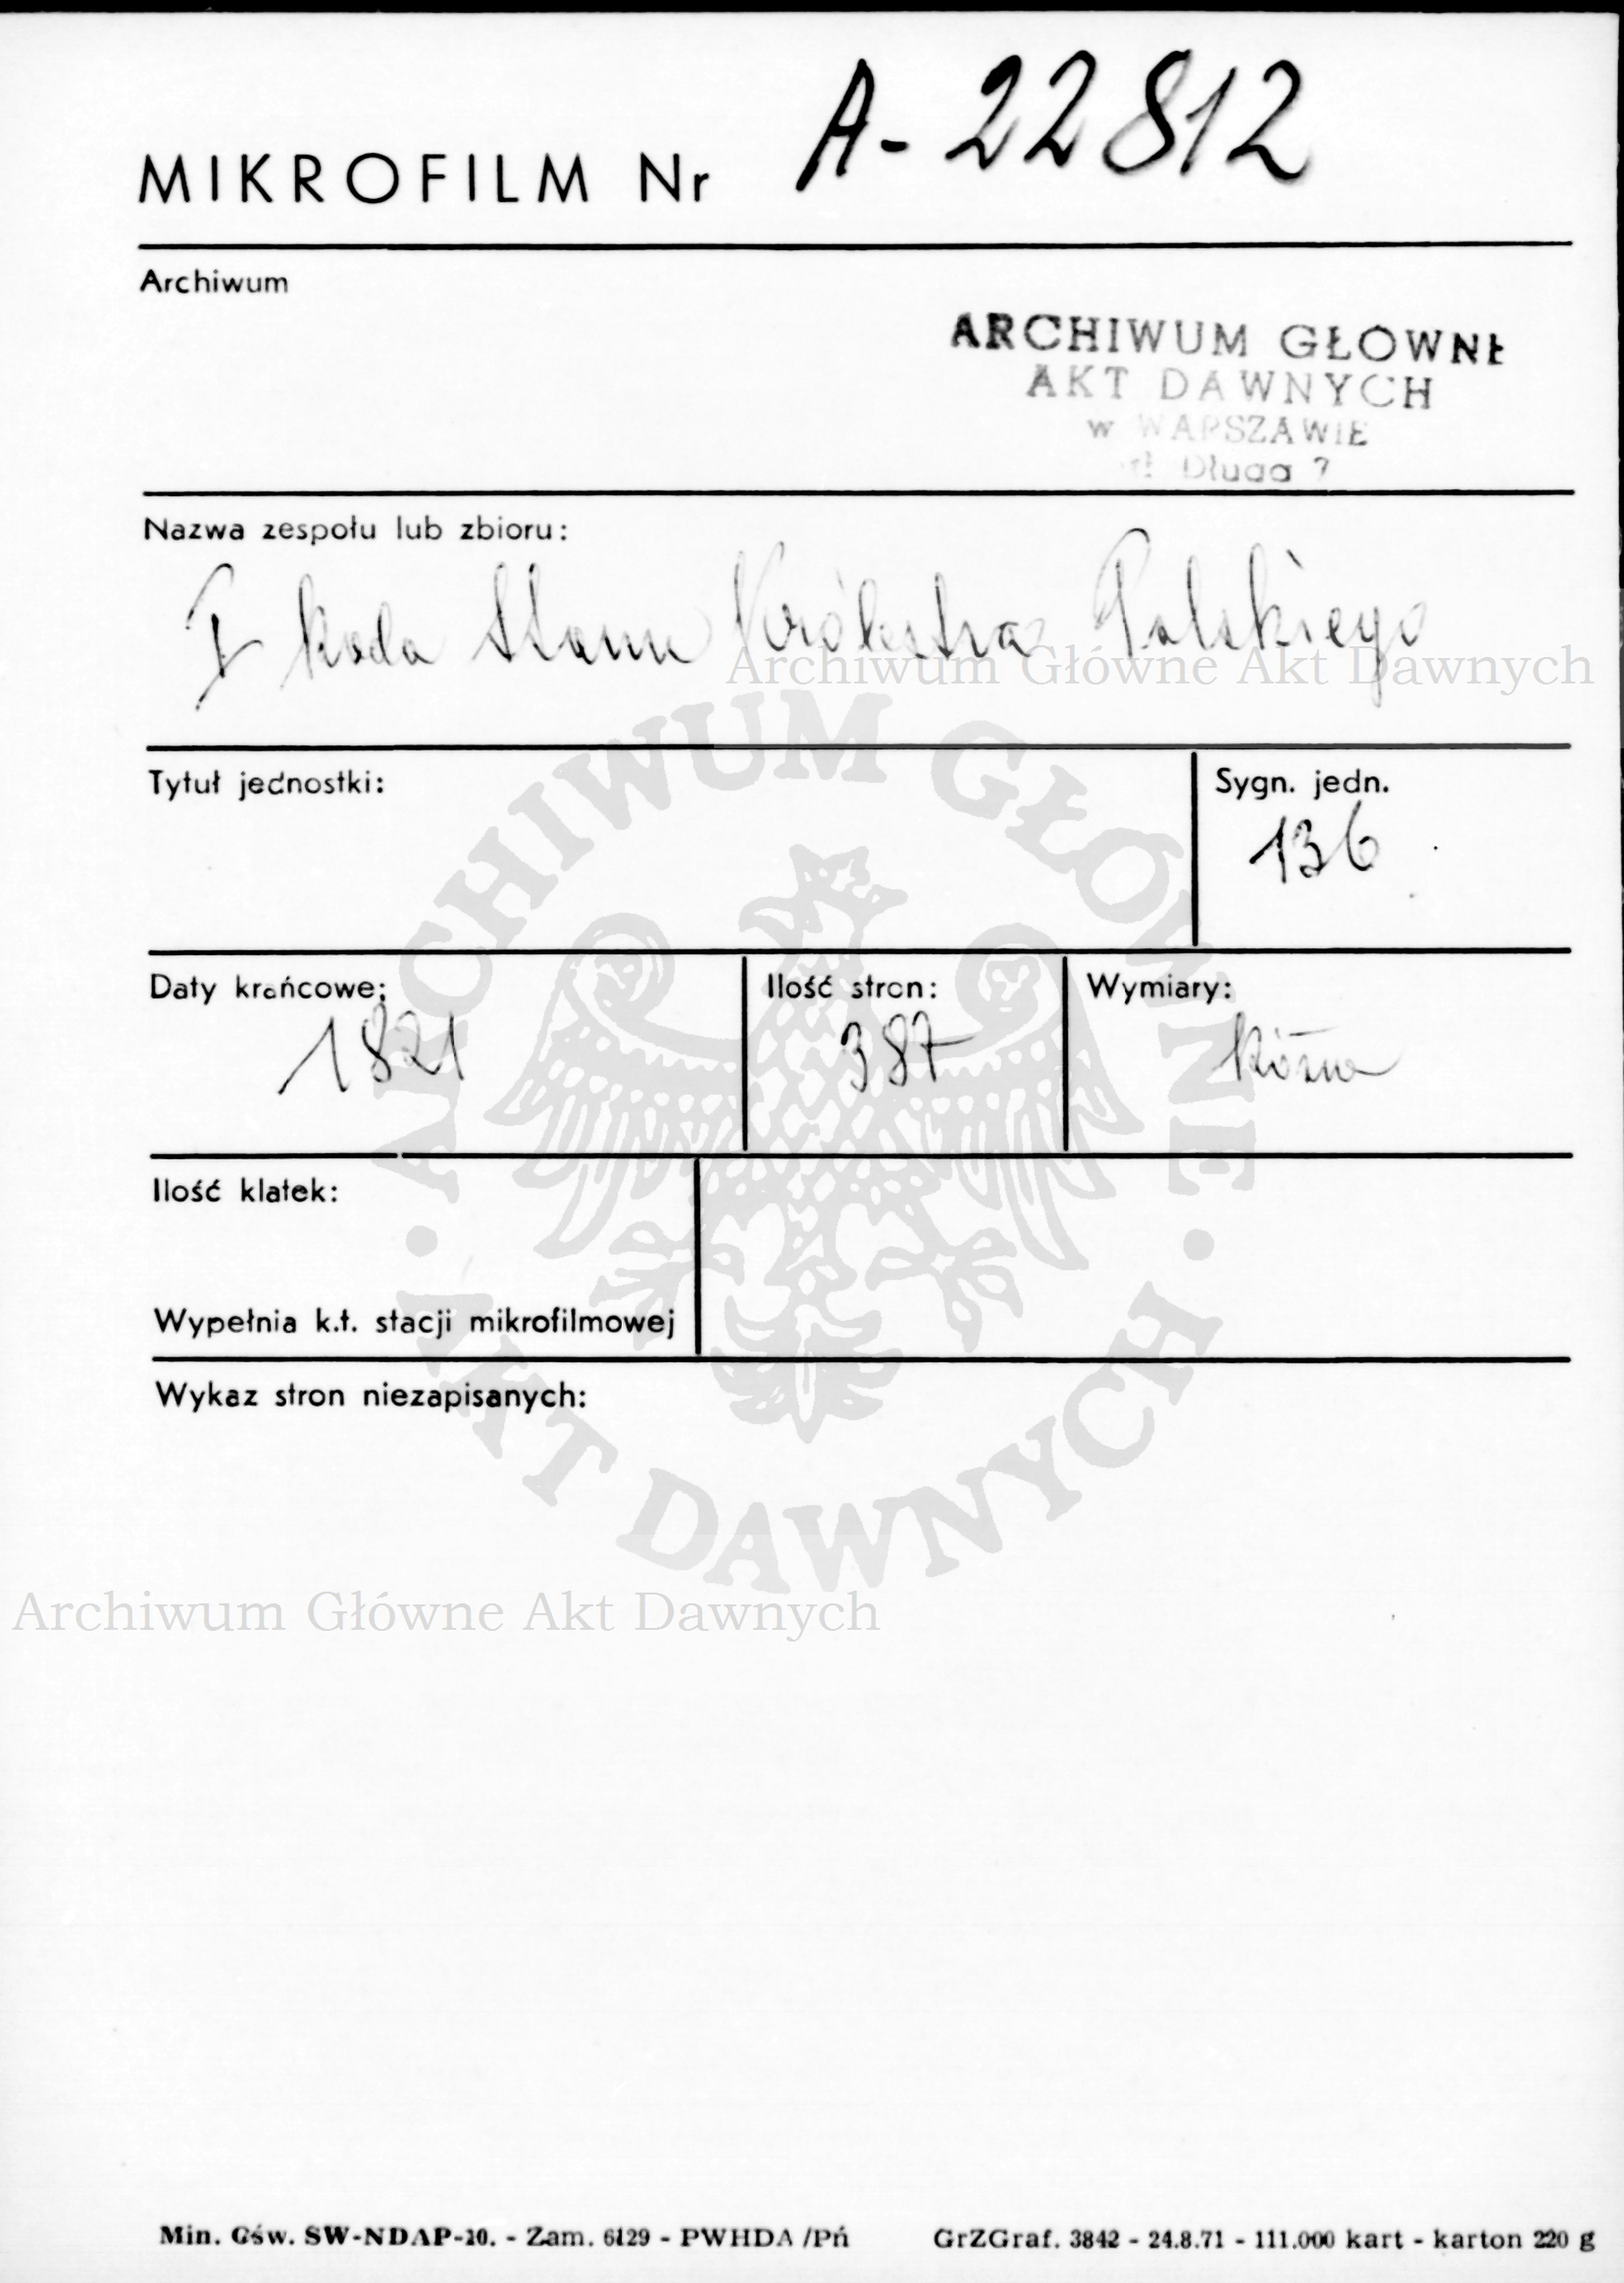 MIKROFILM Nr A-22812
Archiwum
ARCHIWUM GŁÓWNE
AKT DAWNYCH
w WARSZAWIE
ul. Długa 7
Nazwa zespołu lub zbioru:
I Rada Stanu Królestwa Polskiego
Archiwum Główne Akt Dawnych
Tytuł jednostki:
Sygn. jedn.
136
Daty krańcowe:
1821
Ilość stron:
387
Wymiary:
Różne
Ilość klatek:
Wypełnia k.t. stacji mikrofilmowej
Wykaz stron niezapisanych:
ARCHIWUM GŁÓWNE · AKT DAWNYCH ·
Archiwum Główne Akt Dawnych
Min. Ośw. SW-NDAP-10. - Zam. 6129 - PWHDA /Pń GrZGraf. 3842 - 24.8.71 - 111.000 kart - karton 220 g